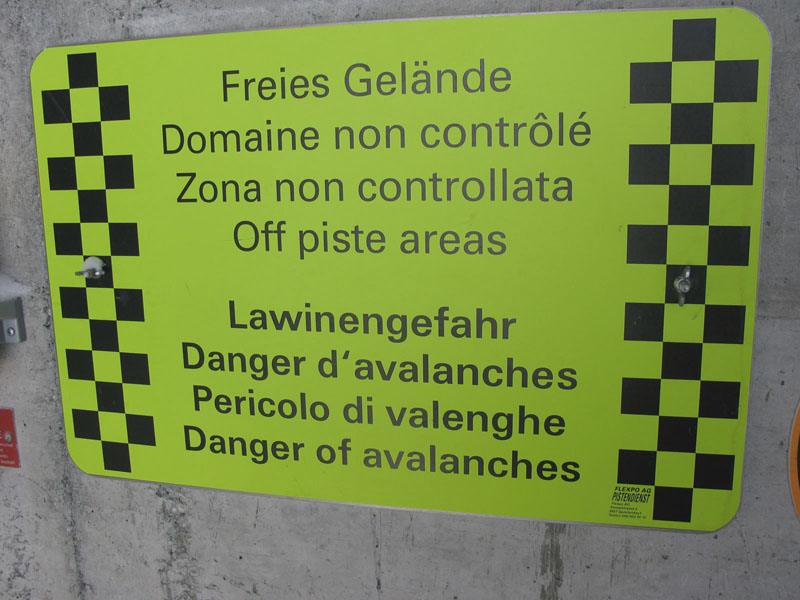 Freies Gelände
Domaine non contrôlé
Zona non controllata
Off piste areas
Lawinengefahr
Danger d‘avalanches
Pericolo di valenghe
Danger of avalanches
FLEXPO AG
PISTENDIENST